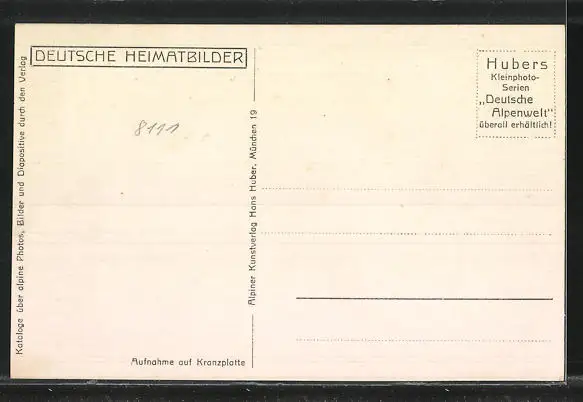 DEUTSCHE HEIMATBILDER
8111
Kataloge über alpine Photos, Bilder und Diapositive durch den Verlag
Aufnahme auf Kranzplatte
Alpiner Kunstverlag Hans Huber, München 19
Hubers
Kleinphoto-
Serien
„Deutsche
Alpenwelt“
überall erhältlich!